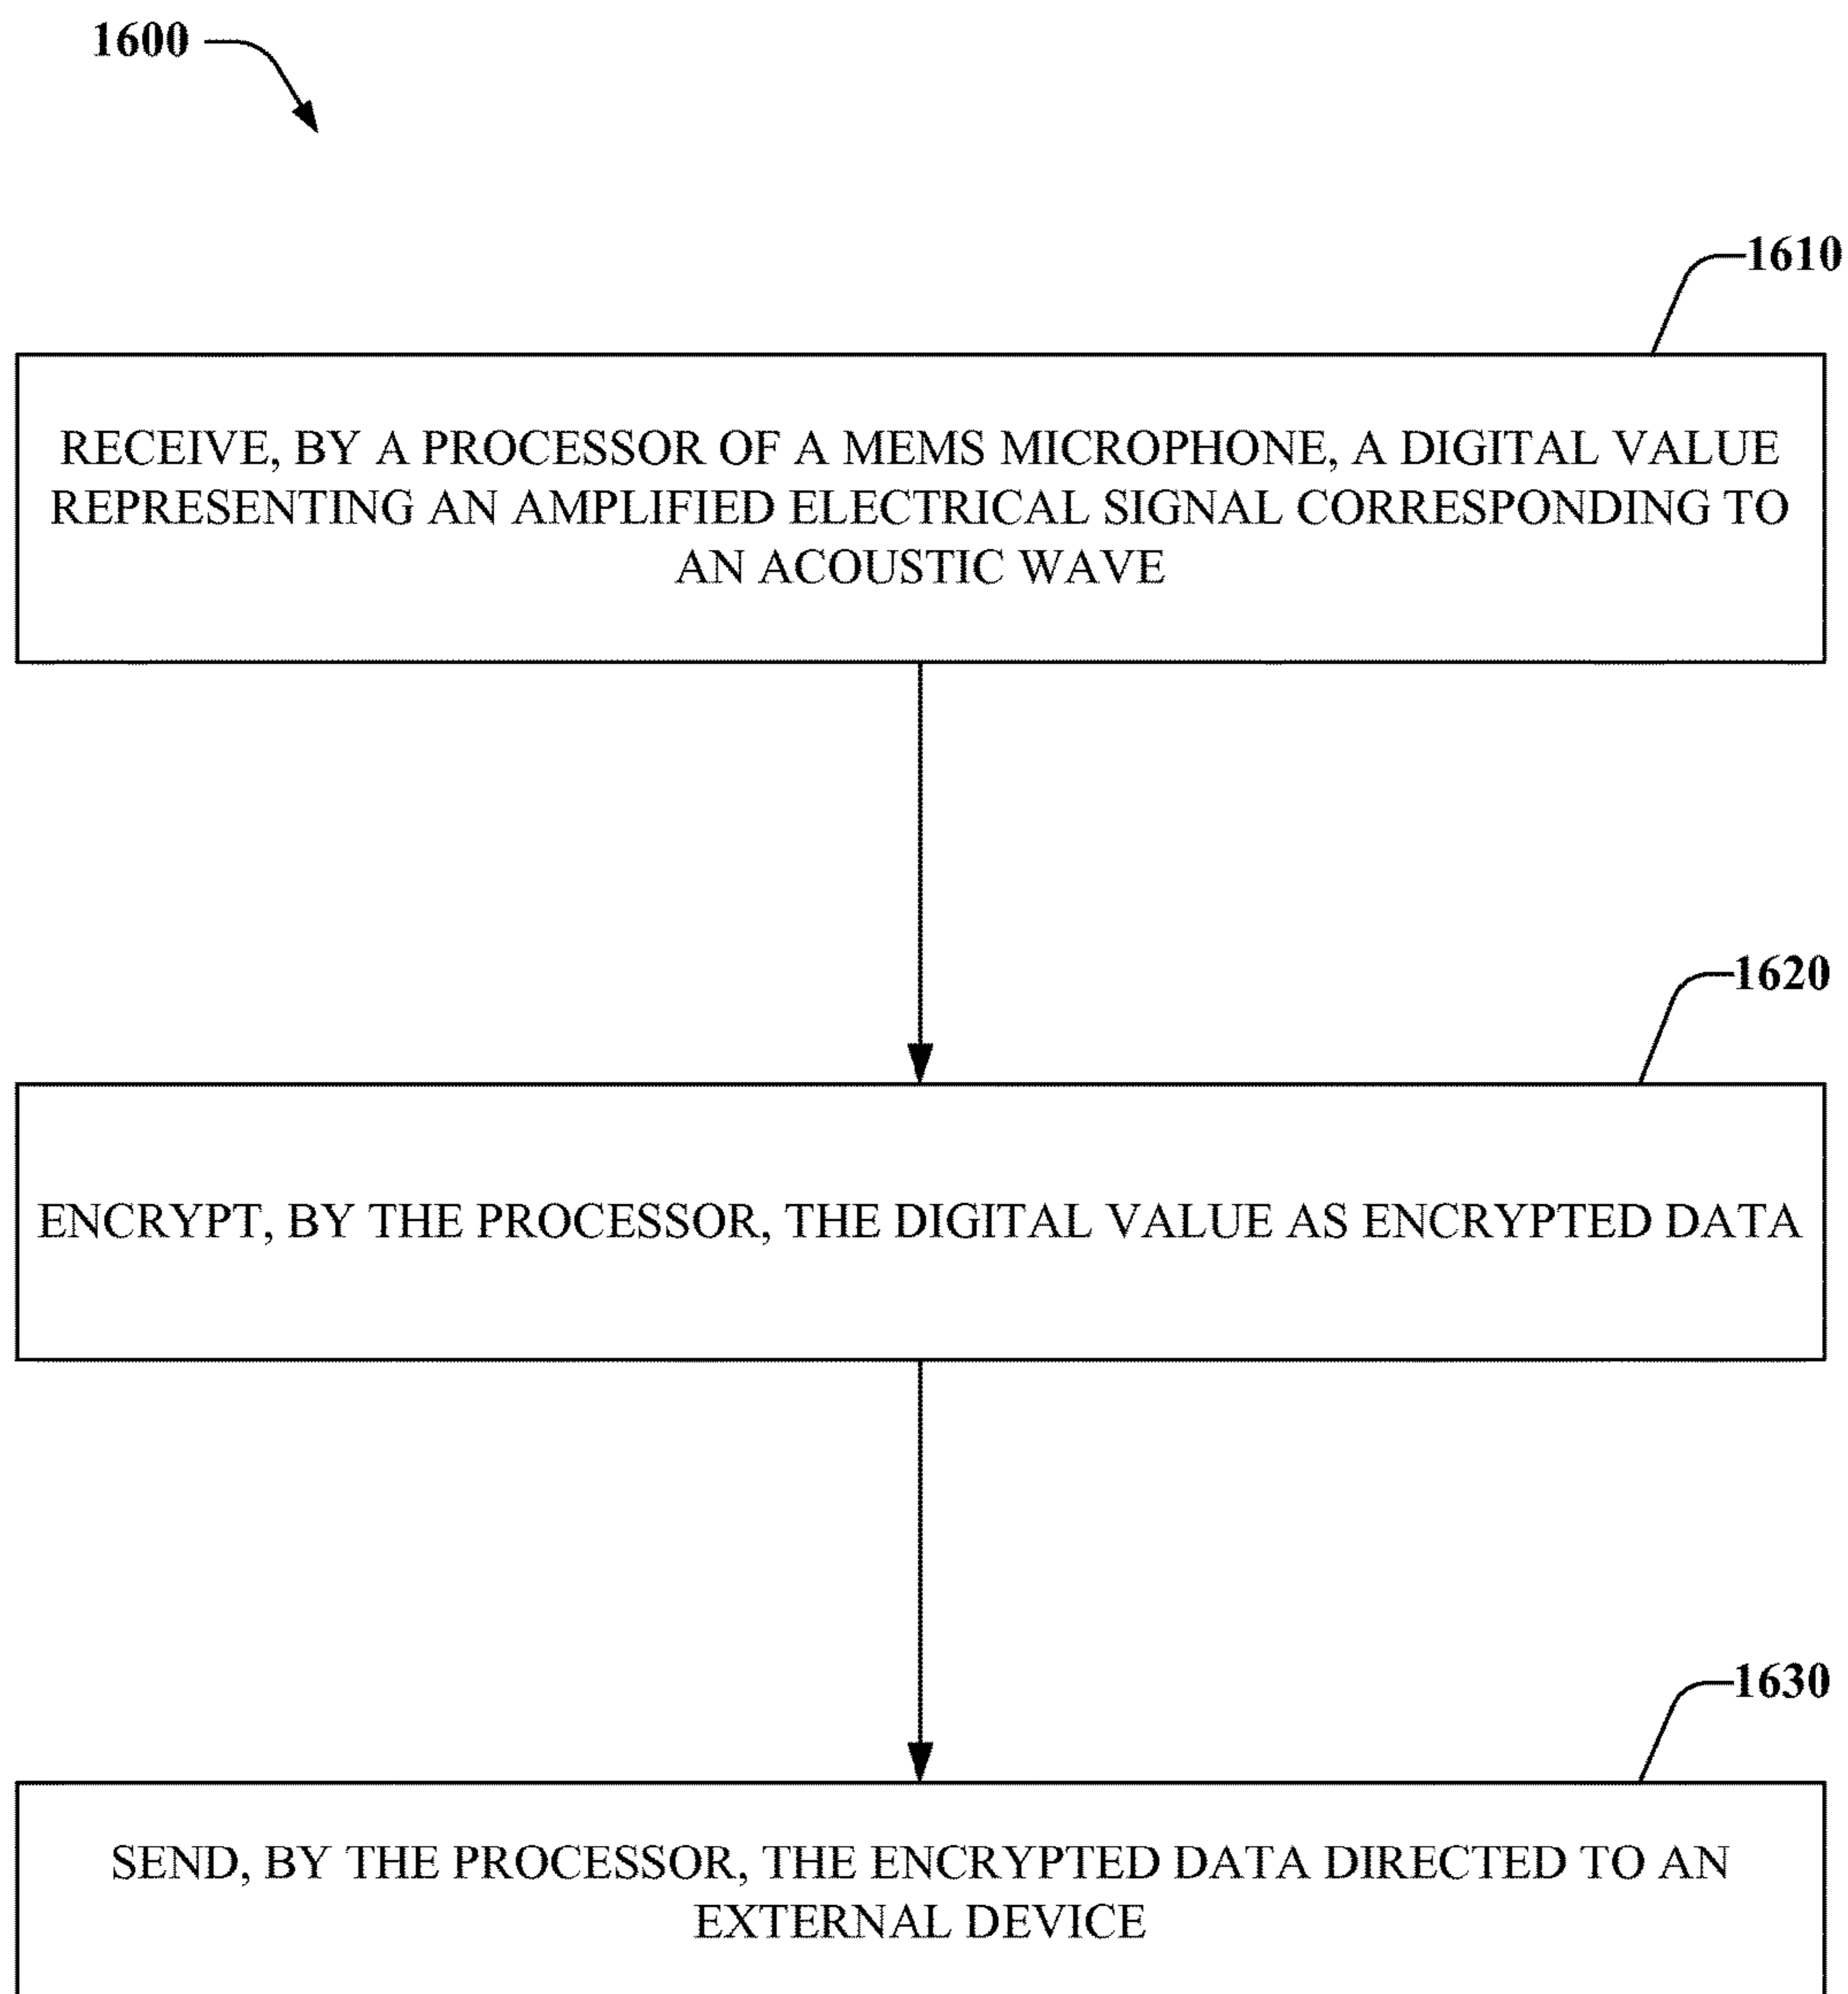 1600
1610
RECEIVE, BY A PROCESSOR OF A MEMS MICROPHONE, A DIGITAL VALUE
REPRESENTING AN AMPLIFIED ELECTRICAL SIGNAL CORRESPONDING TO
AN ACOUSTIC WAVE
1620
ENCRYPT, BY THE PROCESSOR, THE DIGITAL VALUE AS ENCRYPTED DATA
1630
SEND, BY THE PROCESSOR, THE ENCRYPTED DATA DIRECTED TO AN
EXTERNAL DEVICE